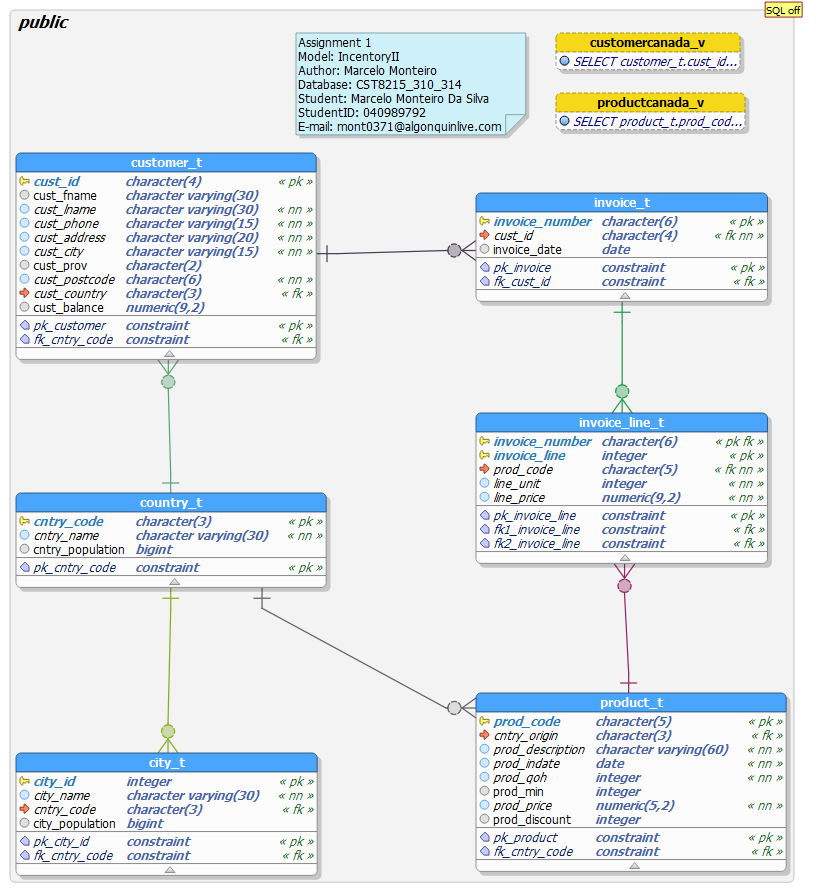 SQL off
public
Assignment 1
Model: IncentoryII
Author: Marcelo Monteiro
Database: CST8215_310_314
Student: Marcelo Monteiro Da Silva
StudentID: 040989792
E-mail: mont0371@algonquinlive.com
customercanada_v
SELECT customer_t.cust_id...
productcanada_v
SELECT product_t.prod_cod...
customer_t
cust_id character(4) « pk »
cust_fname character varying(30)
cust_lname character varying(30) « nn »
cust_phone character varying(15) « nn »
cust_address character varying(20) « nn »
cust_city character varying(15) « nn »
cust_prov character(2)
cust_postcode character(6) « nn »
cust_country character(3) « fk »
cust_balance numeric(9,2)
pk_customer constraint « pk »
fk_cntry_code constraint « fk »
invoice_t
invoice_number character(6) « pk »
cust_id character(4) « fk nn »
invoice_date date
pk_invoice constraint « pk »
fk_cust_id constraint « fk »
invoice_line_t
invoice_number character(6) « pk fk »
invoice_line integer « pk »
prod_code character(5) « fk nn »
line_unit integer « nn »
line_price numeric(9,2) « nn »
pk_invoice_line constraint « pk »
fk1_invoice_line constraint « fk »
fk2_invoice_line constraint « fk »
country_t
cntry_code character(3) « pk »
cntry_name character varying(30) « nn »
cntry_population bigint
pk_cntry_code constraint « pk »
city_t
city_id integer « pk »
city_name character varying(30) « nn »
cntry_code character(3) « fk »
city_population bigint
pk_city_id constraint « pk »
fk_cntry_code constraint « fk »
product_t
prod_code character(5) « pk »
cntry_origin character(3) « fk »
prod_description character varying(60) « nn »
prod_indate date « nn »
prod_qoh integer « nn »
prod_min integer
prod_price numeric(5,2) « nn »
prod_discount integer
pk_product constraint « pk »
fk_cntry_code constraint « fk »